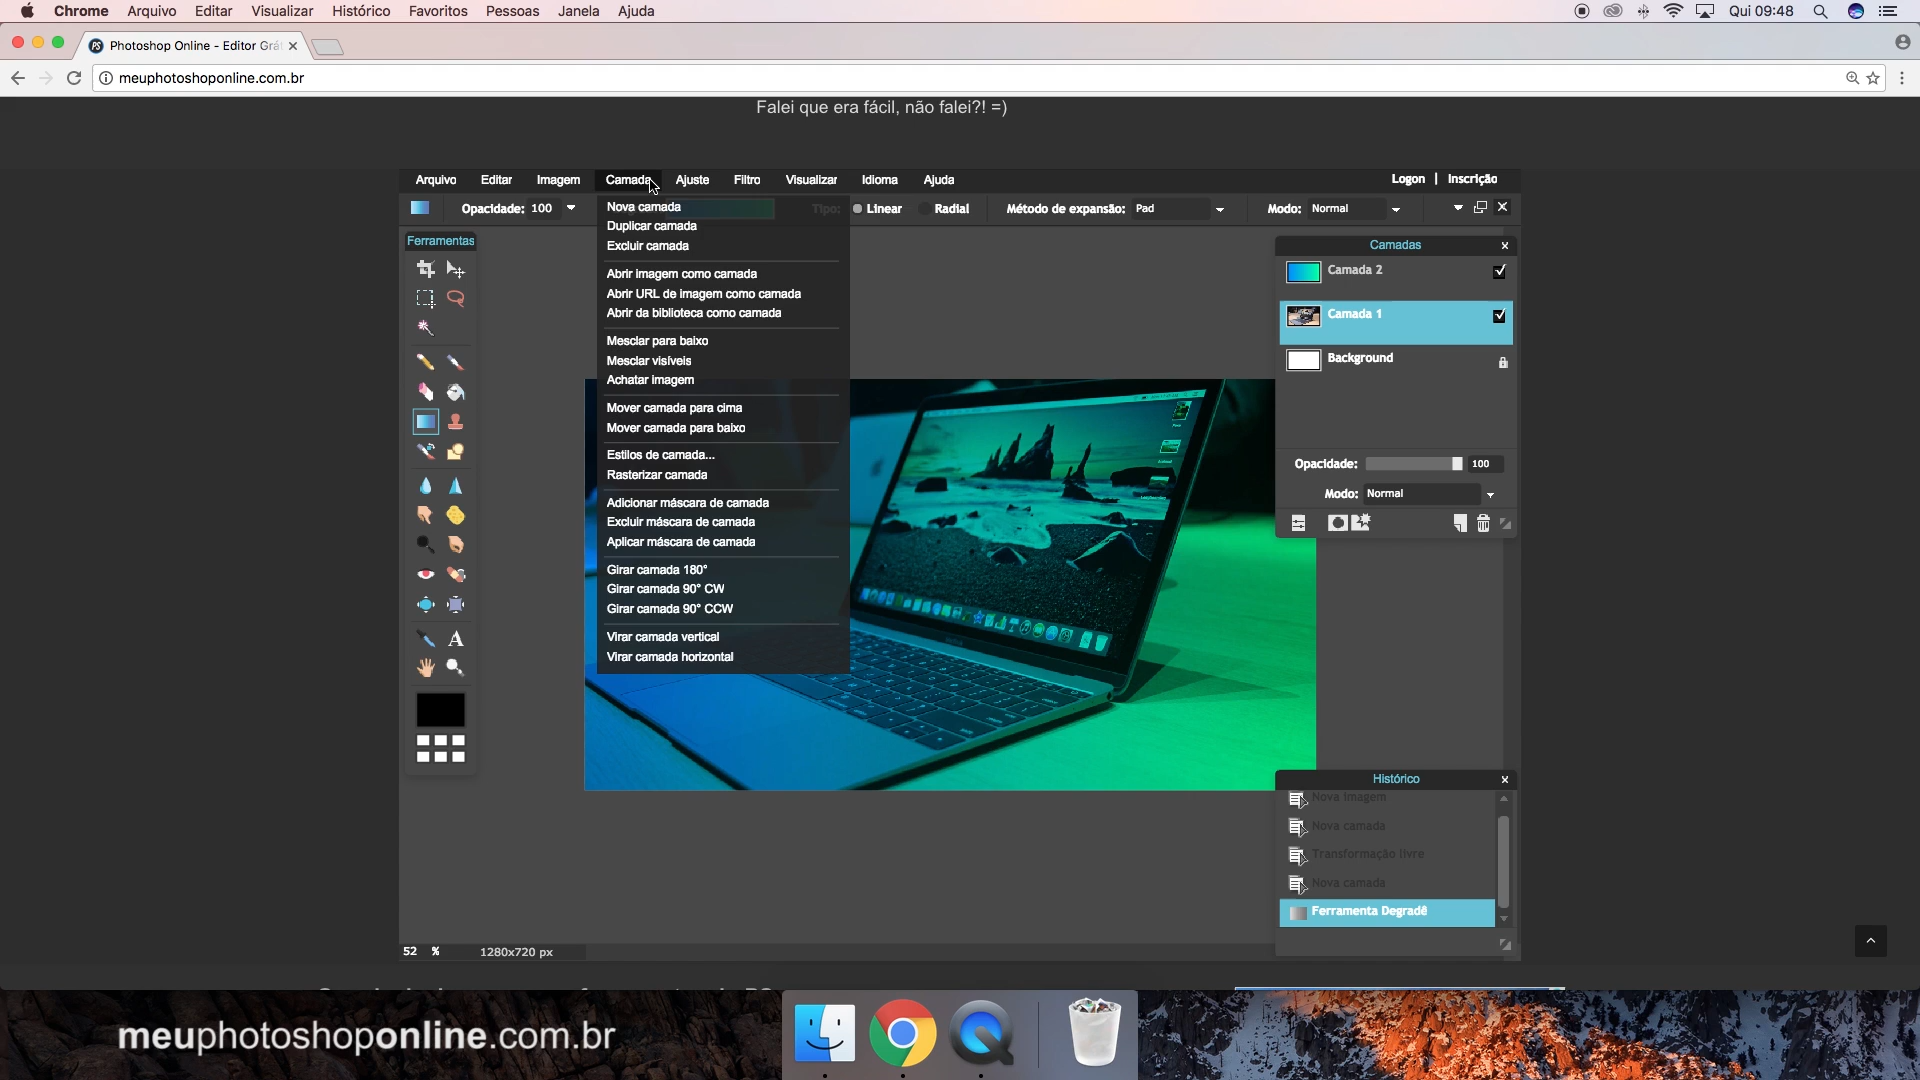 Chrome Arquivo Editar Visualizar Histórico Favoritos Pessoas Janela Ajuda Qui 09:48
Photoshop Online - Editor Grá
meuphotoshoponline.com.br
Falei que era fácil, não falei?! =)
Arquivo Editar Imagem Camada Ajuste Filtro Visualizar Idioma Ajuda Logon | Inscrição
Opacidade: 100 Tipo: Linear Radial Método de expansão: Pad Modo: Normal
Nova camada
Duplicar camada
Excluir camada
Abrir imagem como camada
Abrir URL de imagem como camada
Abrir da biblioteca como camada
Mesclar para baixo
Mesclar visíveis
Achatar imagem
Mover camada para cima
Mover camada para baixo
Estilos de camada...
Rasterizar camada
Adicionar máscara de camada
Excluir máscara de camada
Aplicar máscara de camada
Girar camada 180°
Girar camada 90° CW
Girar camada 90° CCW
Virar camada vertical
Virar camada horizontal
Ferramentas
A
Camadas
Camada 2
Camada 1
Background
Opacidade: 100
Modo: Normal
Histórico
Nova imagem
Nova camada
Transformação livre
Nova camada
Ferramenta Degradê
52 % 1280x720 px
meuphotoshoponline.com.br